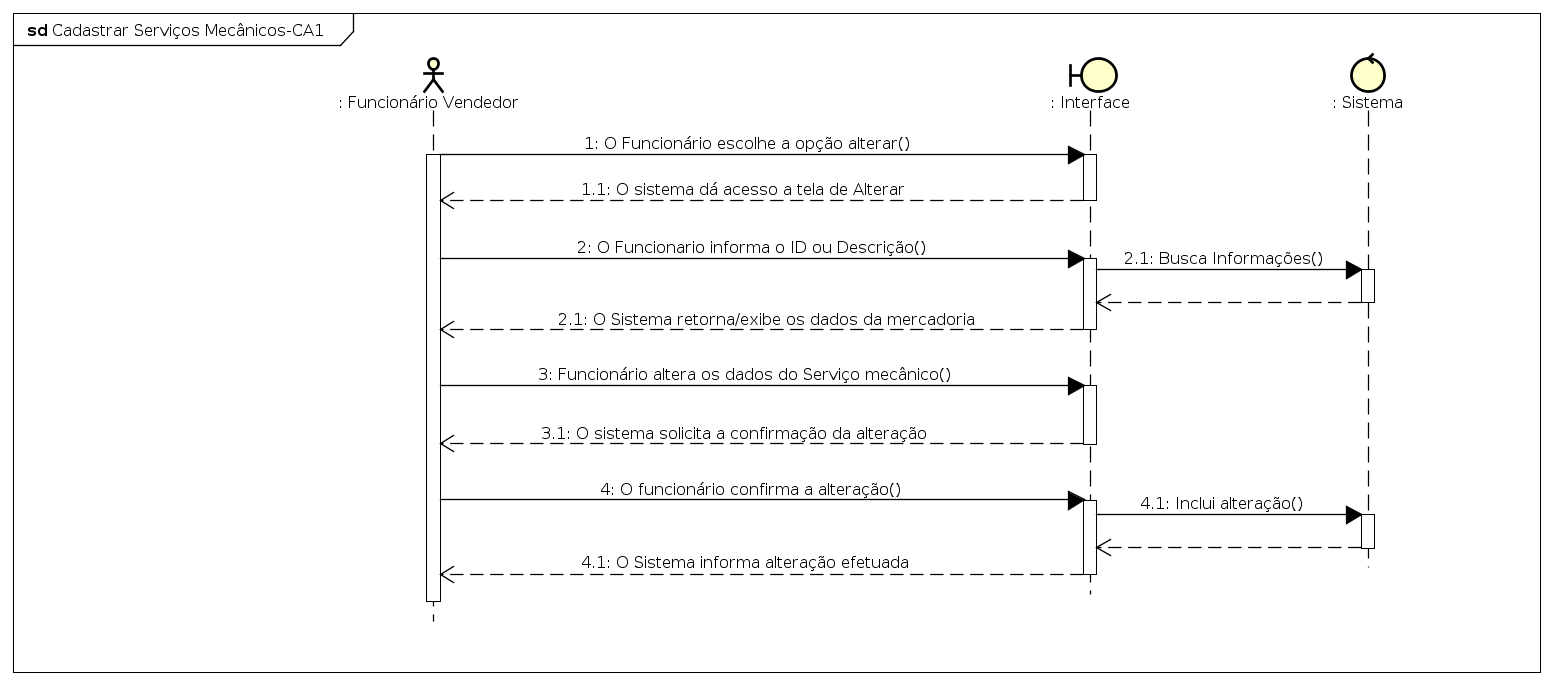 sd Cadastrar Serviços Mecânicos-CA1
: Funcionário Vendedor
: Interface
: Sistema
1: O Funcionário escolhe a opção alterar()
1.1: O sistema dá acesso a tela de Alterar
2: O Funcionario informa o ID ou Descrição()
2.1: Busca Informações()
2.1: O Sistema retorna/exibe os dados da mercadoria
3: Funcionário altera os dados do Serviço mecânico()
3.1: O sistema solicita a confirmação da alteração
4: O funcionário confirma a alteração()
4.1: Inclui alteração()
4.1: O Sistema informa alteração efetuada